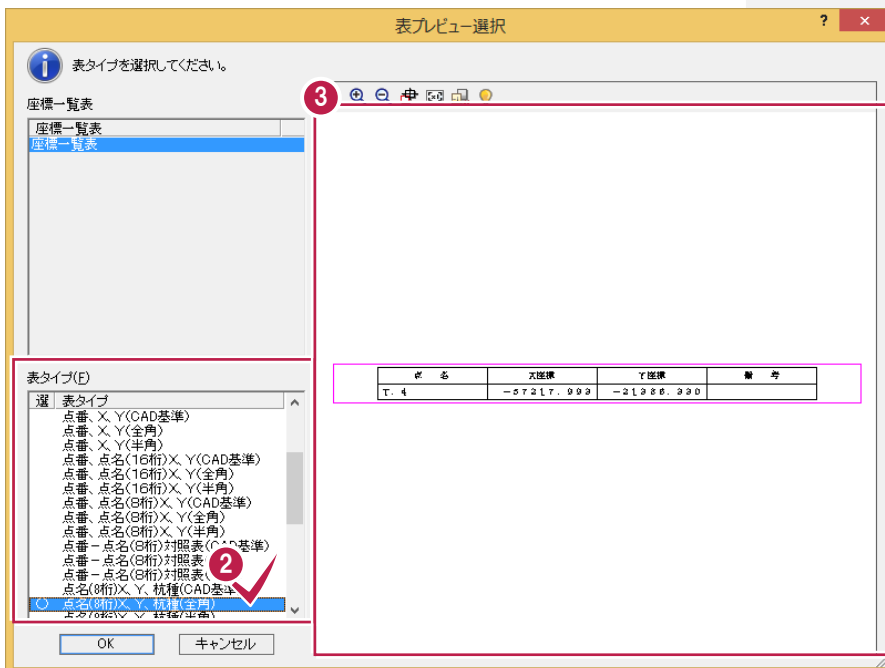 表プレビュー選択
? ×
表タイプを選択してください。
座標一覧表
座標一覧表
座標一覧表
3
表タイプ(F)
選 表タイプ
点番、X、Y(CAD基準)
点番、X、Y(全角)
点番、X、Y(半角)
点番、点名(16桁)X、Y(CAD基準)
点番、点名(16桁)X、Y(全角)
点番、点名(16桁)X、Y(半角)
点番、点名(8桁)X、Y(CAD基準)
点番、点名(8桁)X、Y(全角)
点番、点名(8桁)X、Y(半角)
点番－点名(8桁)対照表(CAD基準)
点番－点名(8桁)対照表(
点番－点名(8桁)対照表(
点名(8桁)X、Y、杭種(CAD基準
○ 点名(8桁)X、Y、杭種(全角)
点名(8桁)X、Y、杭種(半角)
2
点 名 X座標 Y座標 備 考
T. 4 -57217. 993
OK キャンセル